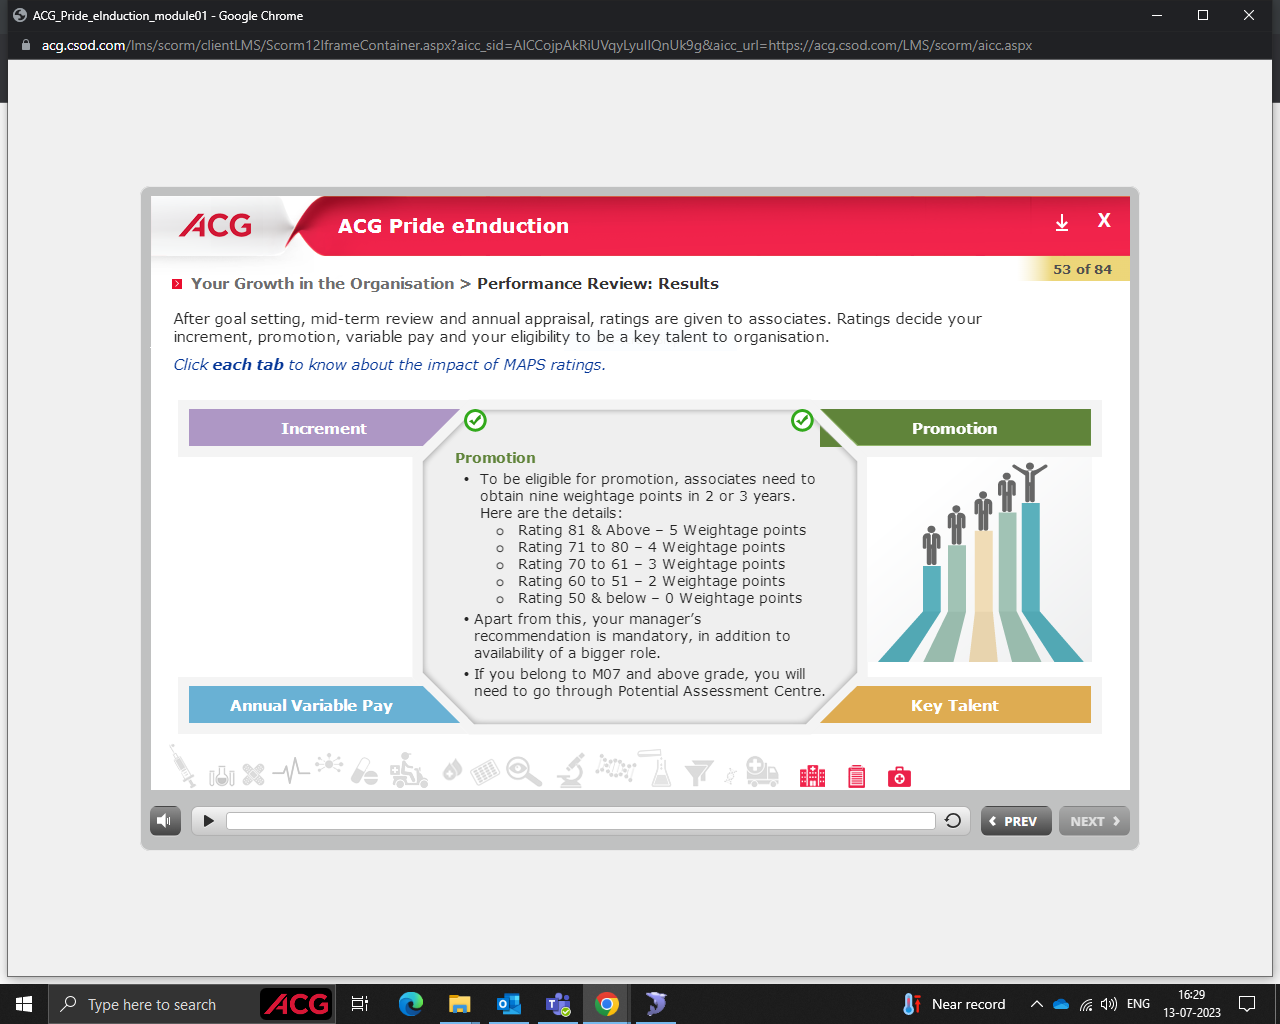 ACG_Pride_eInduction_module01 - Google Chrome
acg.csod.com/lms/scorm/clientLMS/Scorm12IframeContainer.aspx?aicc_sid=AICCojpAkRiUVqyLyuIIQnUk9g&aicc_url=https://acg.csod.com/LMS/scorm/aicc.aspx
ACG
ACG Pride eInduction
X
53 of 84
Your Growth in the Organisation > Performance Review: Results
After goal setting, mid-term review and annual appraisal, ratings are given to associates. Ratings decide your
increment, promotion, variable pay and your eligibility to be a key talent to organisation.
Click each tab to know about the impact of MAPS ratings.
Increment
Promotion
Promotion
• To be eligible for promotion, associates need to
obtain nine weightage points in 2 or 3 years.
Here are the details:
o Rating 81 & Above – 5 Weightage points
o Rating 71 to 80 – 4 Weightage points
o Rating 70 to 61 – 3 Weightage points
o Rating 60 to 51 – 2 Weightage points
o Rating 50 & below – 0 Weightage points
• Apart from this, your manager's
recommendation is mandatory, in addition to
availability of a bigger role.
• If you belong to M07 and above grade, you will
need to go through Potential Assessment Centre.
Annual Variable Pay
Key Talent
PREV
NEXT
Type here to search
ACG
Near record
ENG
16:29
13-07-2023